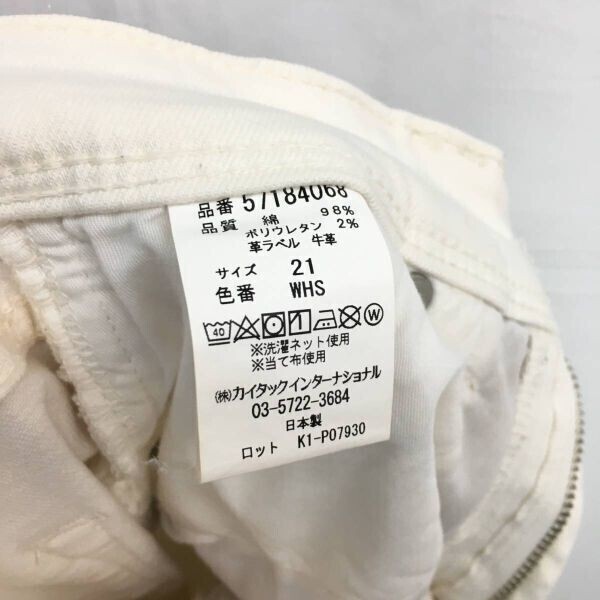 品番 57184068
品質 綿 98%
ポリウレタン 2%
革ラベル 牛革
サイズ 21
色番 WHS
40 W
※洗濯ネット使用
※当て布使用
㈱カイタックインターナショナル
03-5722-3684
日本製
ロット K1-P07930